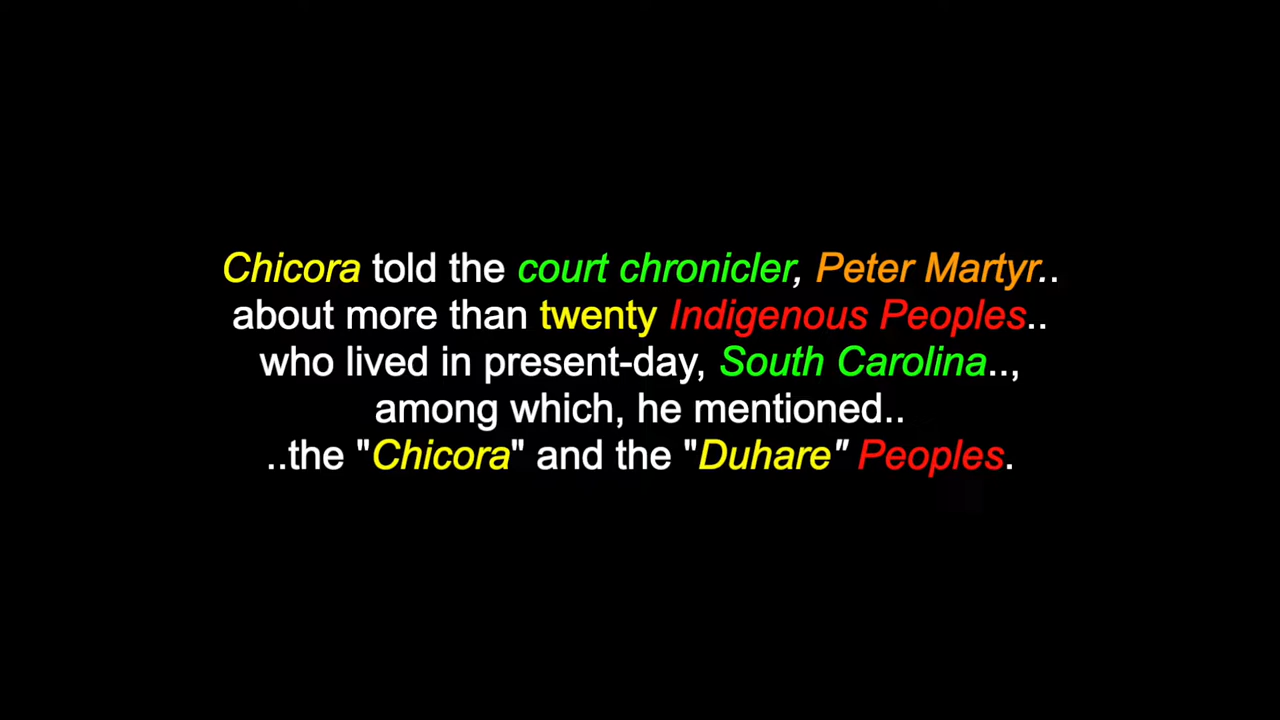 Chicora told the court chronicler, Peter Martyr..
about more than twenty Indigenous Peoples..
who lived in present-day, South Carolina..,
among which, he mentioned..
..the "Chicora" and the "Duhare" Peoples.